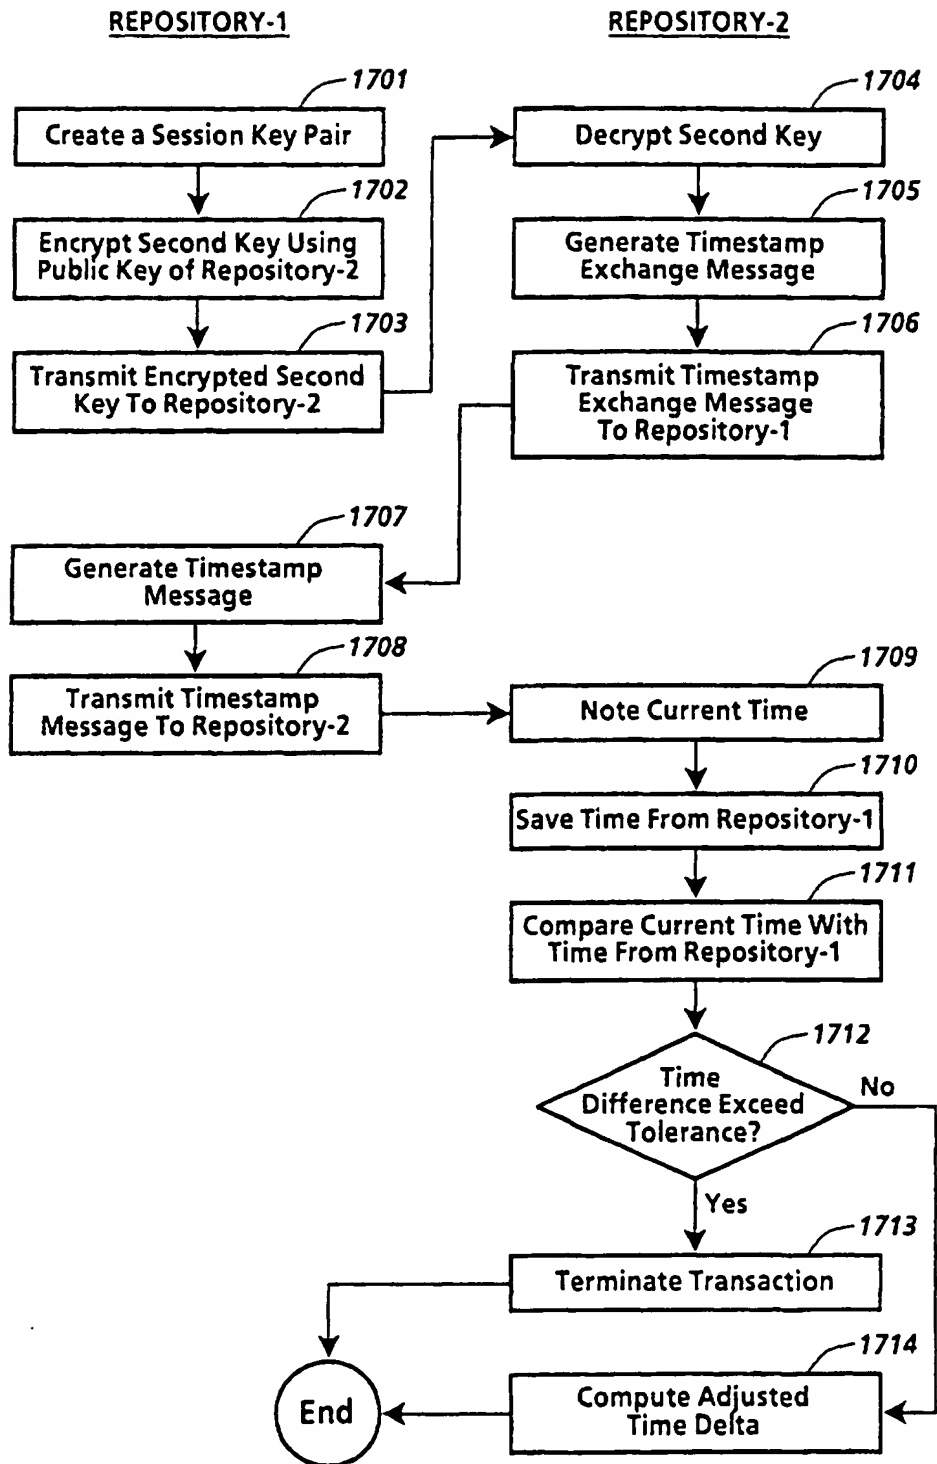 REPOSITORY-1
REPOSITORY-2
1701
Create a Session Key Pair
1702
Encrypt Second Key Using
Public Key of Repository-2
1703
Transmit Encrypted Second
Key To Repository-2
1704
Decrypt Second Key
1705
Generate Timestamp
Exchange Message
1706
Transmit Timestamp
Exchange Message
To Repository-1
1707
Generate Timestamp
Message
1708
Transmit Timestamp
Message To Repository-2
1709
Note Current Time
1710
Save Time From Repository-1
1711
Compare Current Time With
Time From Repository-1
1712
Time
Difference Exceed
Tolerance?
No
Yes
1713
Terminate Transaction
1714
Compute Adjusted
Time Delta
End